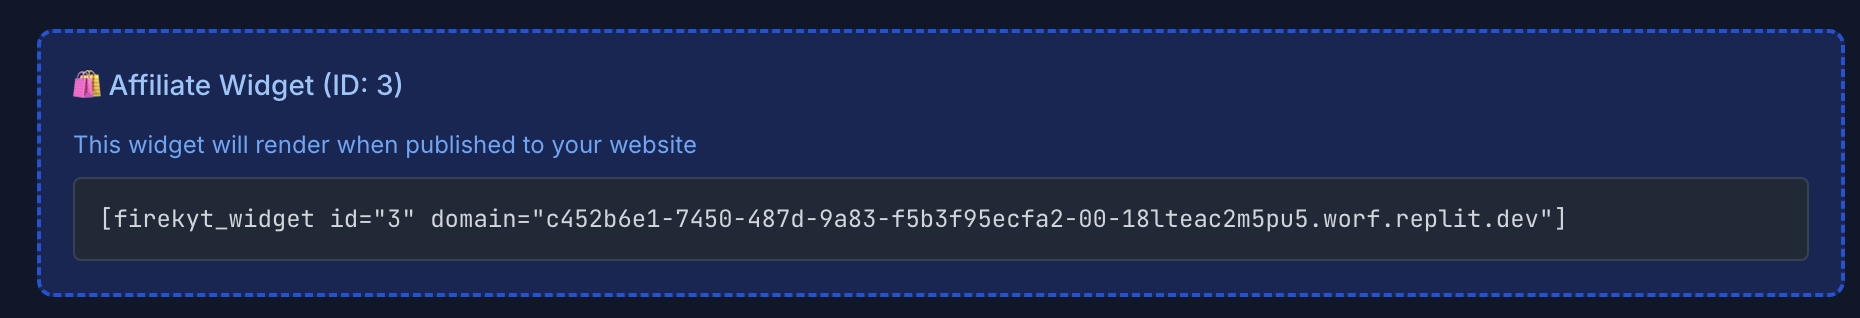 🛍️ Affiliate Widget (ID: 3)
This widget will render when published to your website
[firekyt_widget id="3" domain="c452b6e1-7450-487d-9a83-f5b3f95ecfa2-00-18lteac2m5pu5.worf.replit.dev"]